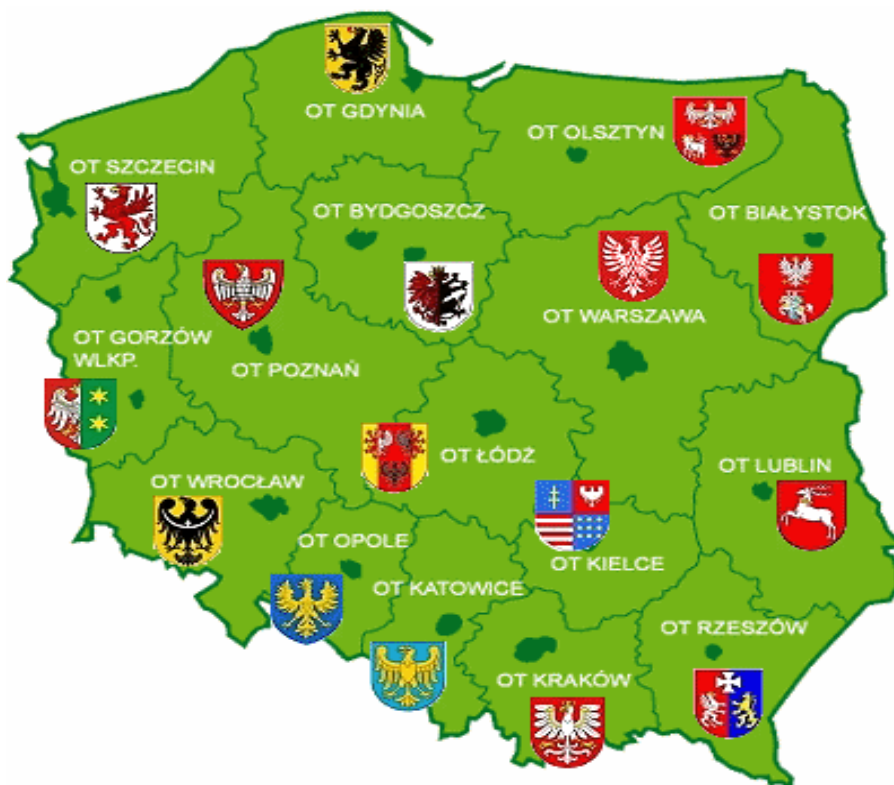 OT GDYNIA
OT OLSZTYN
OT SZCZECIN
OT BYDGOSZCZ
OT BIAŁYSTOK
OT WARSZAWA
OT GORZÓW
WLKP.
OT POZNAŃ
OT ŁÓDŹ
OT LUBLIN
OT WROCŁAW
OT OPOLE
OT KIELCE
OT KATOWICE
OT RZESZÓW
OT KRAKÓW